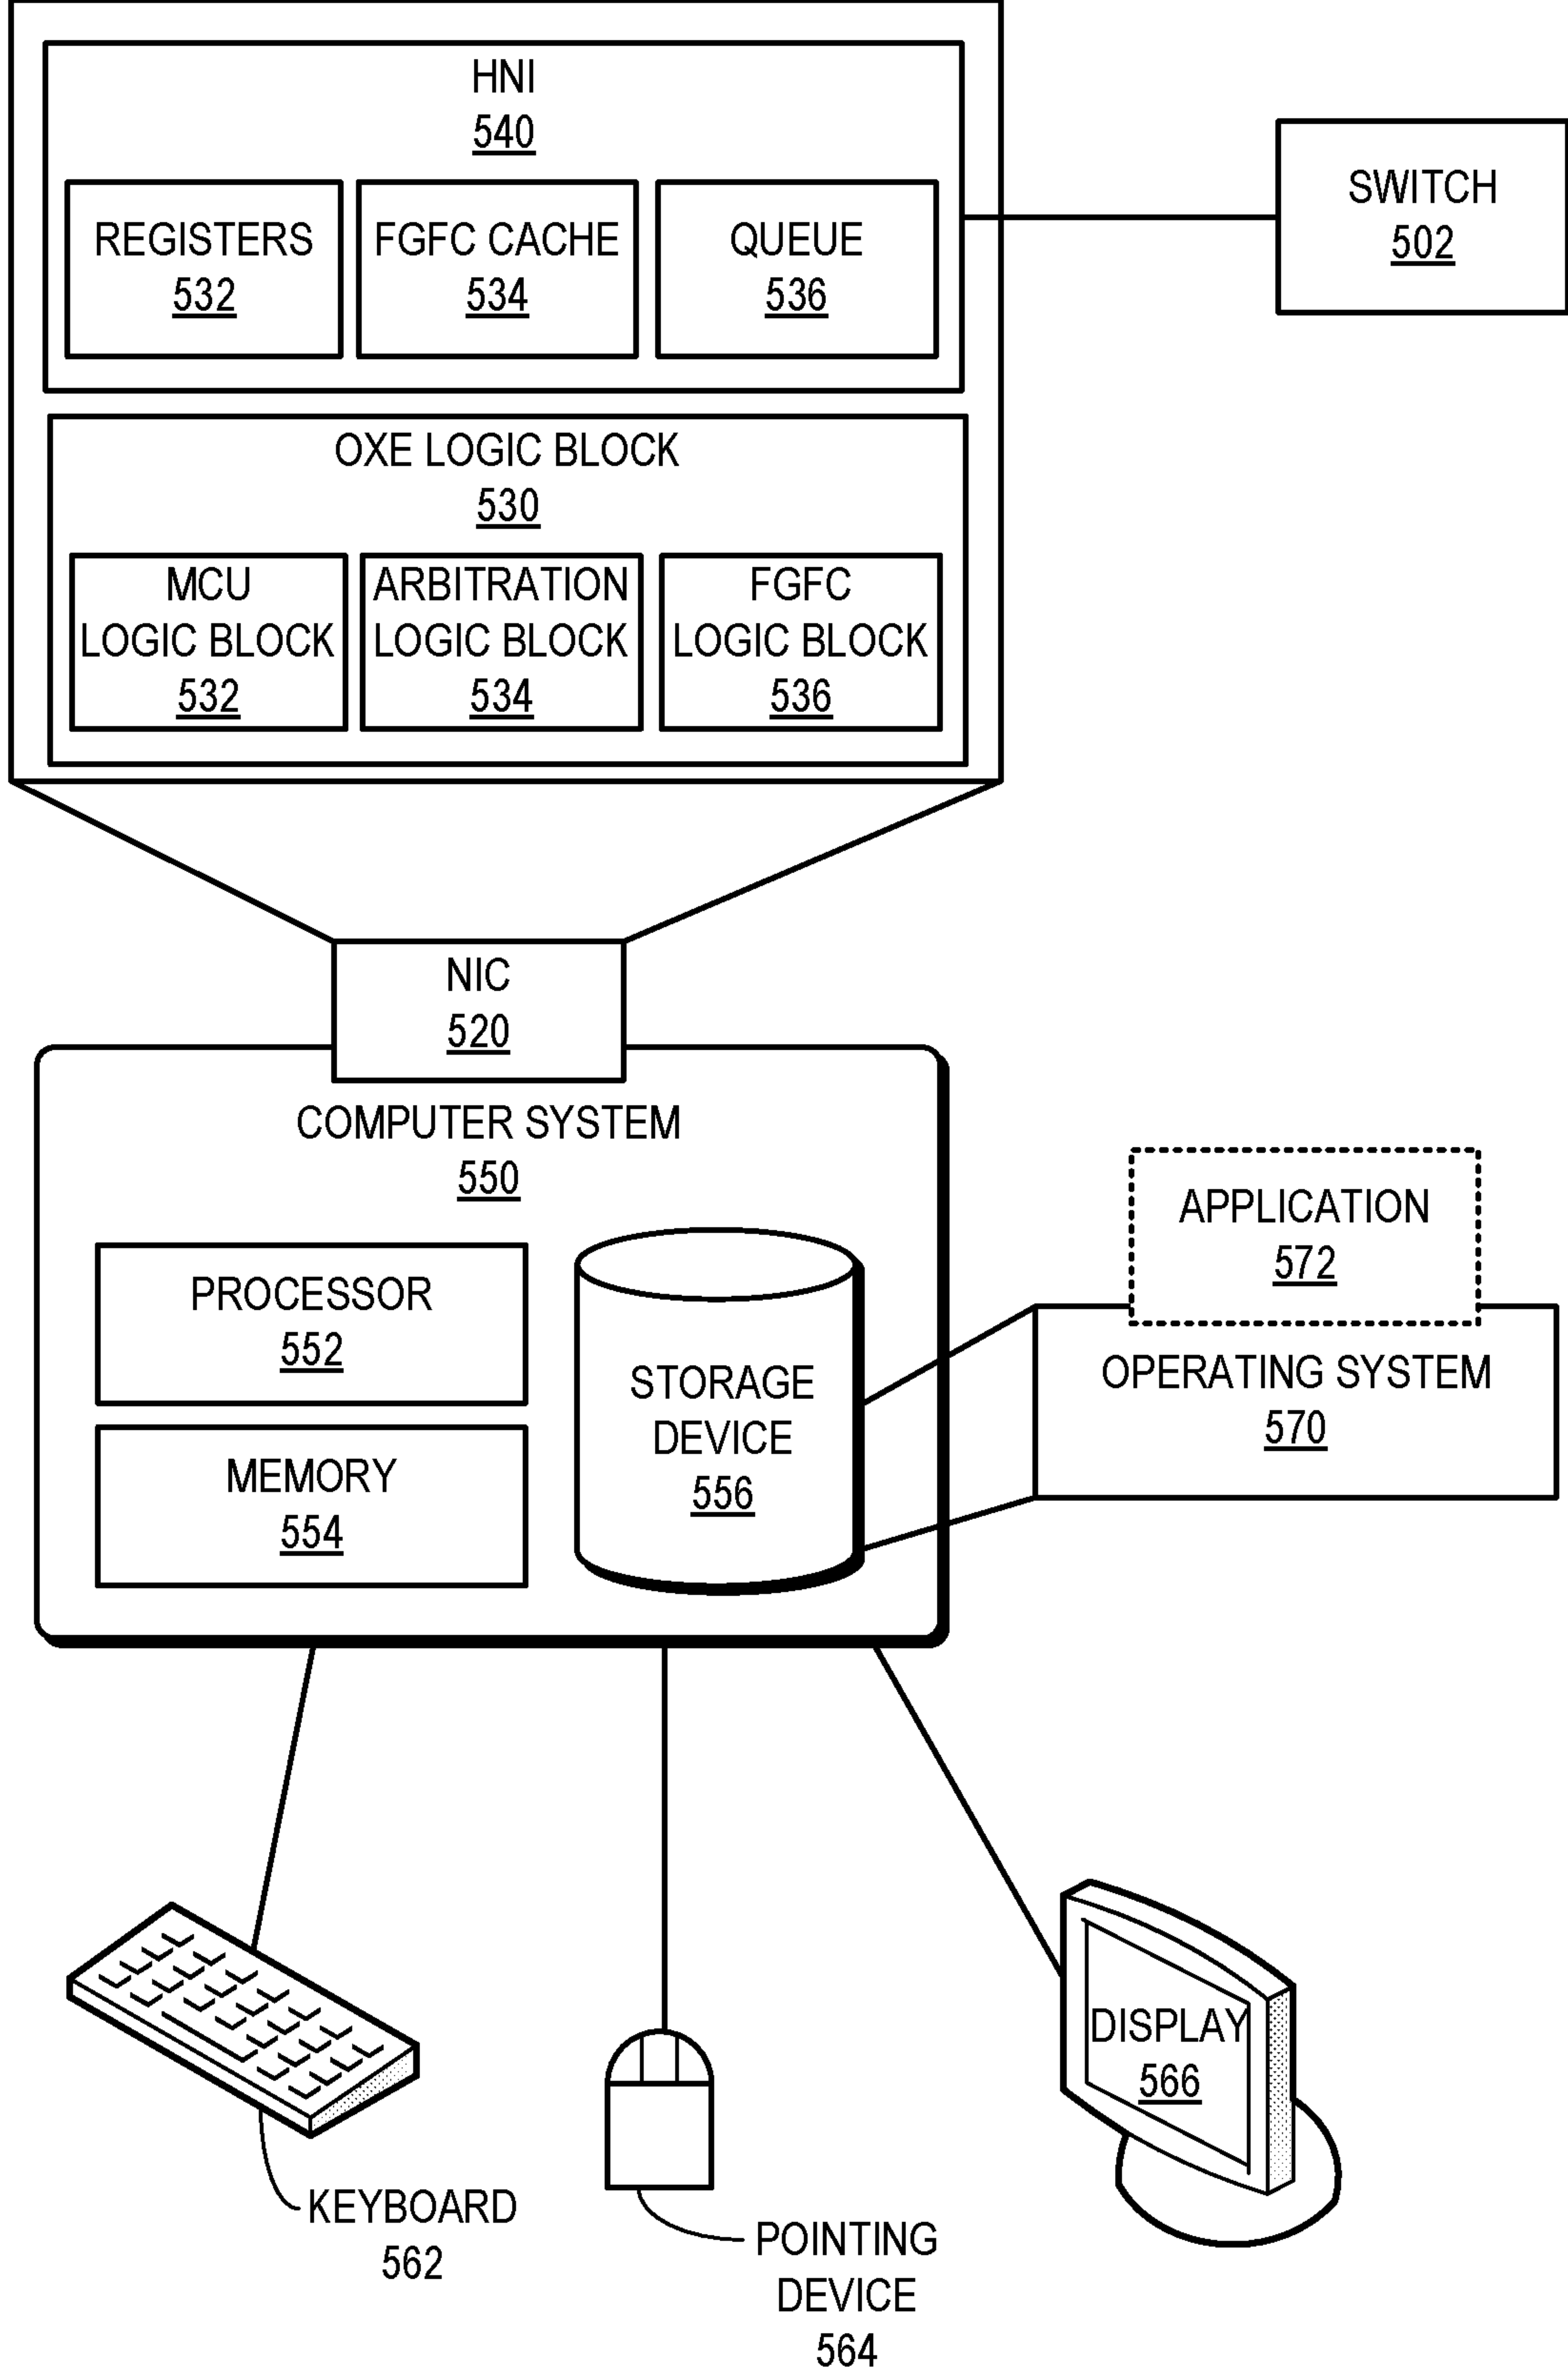 HNI
540
REGISTERS
532
FGFC CACHE
534
QUEUE
536
SWITCH
502
OXE LOGIC BLOCK
530
MCU
LOGIC BLOCK
532
ARBITRATION
LOGIC BLOCK
534
FGFC
LOGIC BLOCK
536
NIC
520
COMPUTER SYSTEM
550
PROCESSOR
552
MEMORY
554
STORAGE
DEVICE
556
APPLICATION
572
OPERATING SYSTEM
570
DISPLAY
566
KEYBOARD
562
POINTING
DEVICE
564